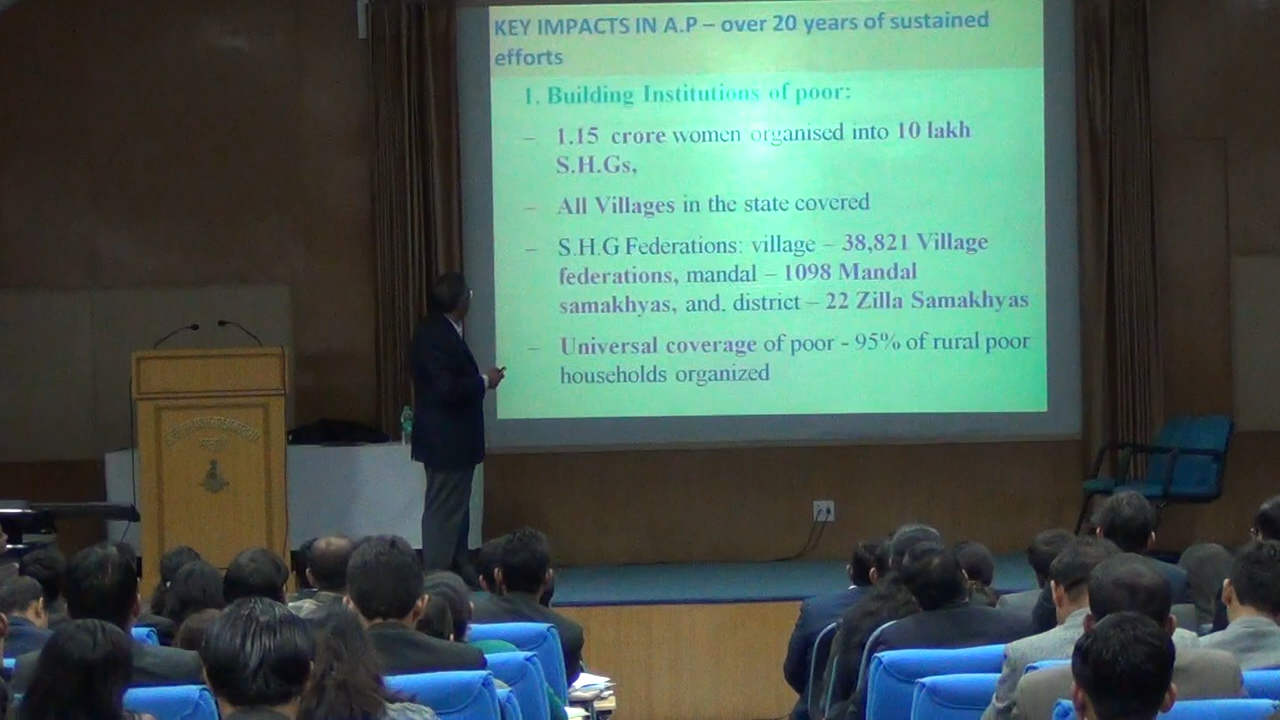 KEY IMPACTS IN A.P – over 20 years of sustained
efforts
1. Building Institutions of poor:
– 1.15 crore women organised into 10 lakh
S.H.Gs,
– All Villages in the state covered
– S.H.G Federations: village – 38,821 Village
federations, mandal – 1098 Mandal
samakhyas, and. district – 22 Zilla Samakhyas
– Universal coverage of poor - 95% of rural poor
households organized